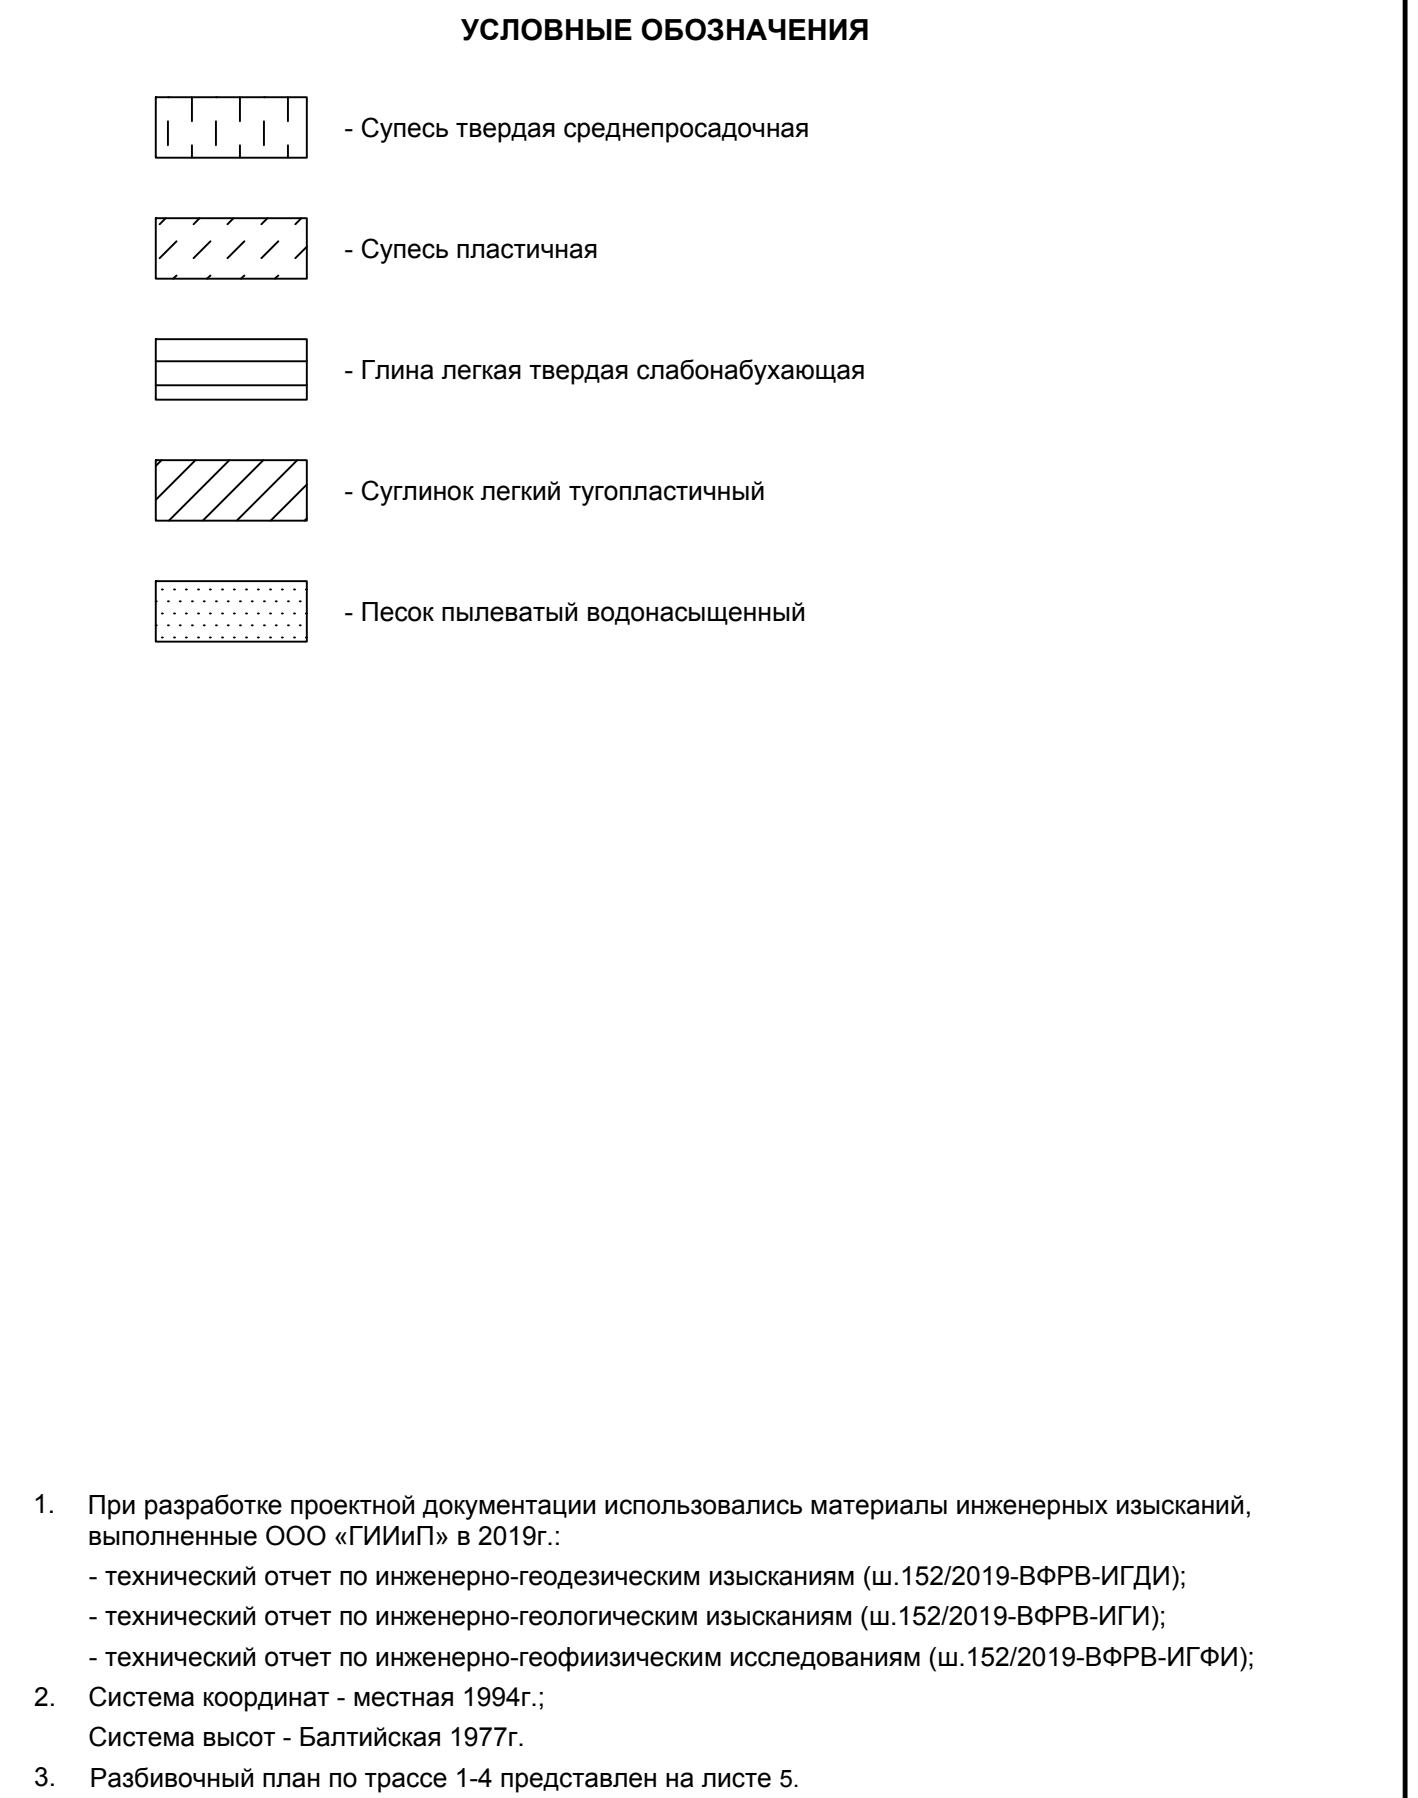 УСЛОВНЫЕ ОБОЗНАЧЕНИЯ
- Супесь твердая среднепросадочная
- Супесь пластичная
- Глина легкая твердая слабонабухающая
- Суглинок легкий тугопластичный
- Песок пылеватый водонасыщенный
1. При разработке проектной документации использовались материалы инженерных изысканий,
выполненные ООО «ГИИиП» в 2019г.:
- технический отчет по инженерно-геодезическим изысканиям (ш.152/2019-ВФРВ-ИГДИ);
- технический отчет по инженерно-геологическим изысканиям (ш.152/2019-ВФРВ-ИГИ);
- технический отчет по инженерно-геофиизическим исследованиям (ш.152/2019-ВФРВ-ИГФИ);
2. Система координат - местная 1994г.;
Система высот - Балтийская 1977г.
3. Разбивочный план по трассе 1-4 представлен на листе 5.